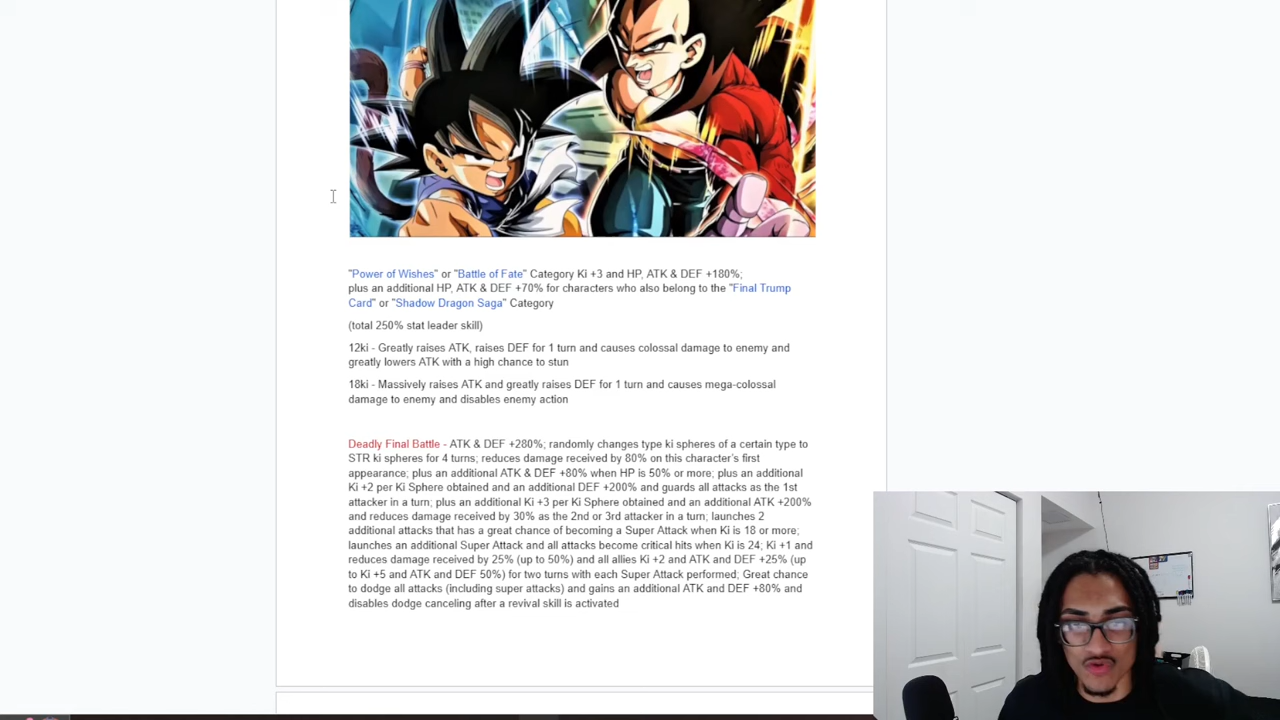 "Power of Wishes" or "Battle of Fate" Category Ki +3 and HP, ATK & DEF +180%;
plus an additional HP, ATK & DEF +70% for characters who also belong to the "Final Trump
Card" or "Shadow Dragon Saga" Category
(total 250% stat leader skill)
12ki - Greatly raises ATK, raises DEF for 1 turn and causes colossal damage to enemy and
greatly lowers ATK with a high chance to stun
18ki - Massively raises ATK and greatly raises DEF for 1 turn and causes mega-colossal
damage to enemy and disables enemy action
Deadly Final Battle - ATK & DEF +280%; randomly changes type ki spheres of a certain type to
STR ki spheres for 4 turns; reduces damage received by 80% on this character's first
appearance; plus an additional ATK & DEF +80% when HP is 50% or more; plus an additional
Ki +2 per Ki Sphere obtained and an additional DEF +200% and guards all attacks as the 1st
attacker in a turn; plus an additional Ki +3 per Ki Sphere obtained and an additional ATK +200%
and reduces damage received by 30% as the 2nd or 3rd attacker in a turn; launches 2
additional attacks that has a great chance of becoming a Super Attack when Ki is 18 or more;
launches an additional Super Attack and all attacks become critical hits when Ki is 24; Ki +1 and
reduces damage received by 25% (up to 50%) and all allies Ki +2 and ATK and DEF +25% (up
to Ki +5 and ATK and DEF 50%) for two turns with each Super Attack performed; Great chance
to dodge all attacks (including super attacks) and gains an additional ATK and DEF +80% and
disables dodge canceling after a revival skill is activated